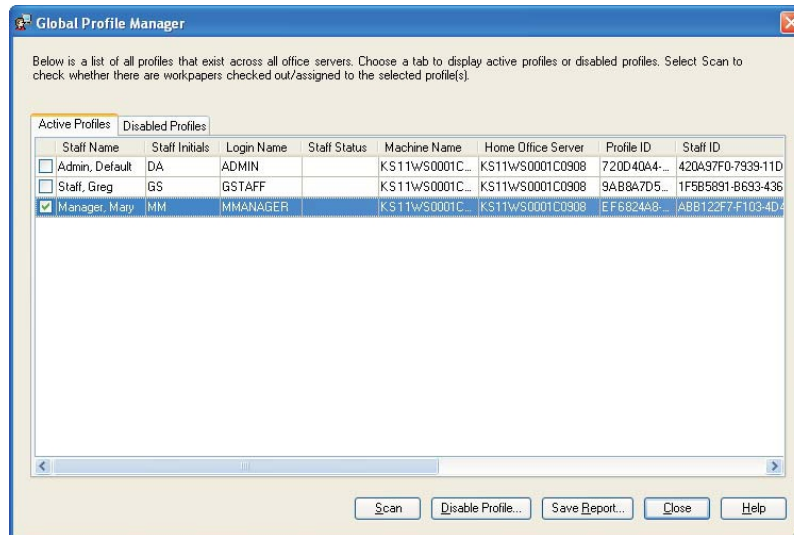 Global Profile Manager
Below is a list of all profiles that exist across all office servers. Choose a tab to display active profiles or disabled profiles. Select Scan to
check whether there are workpapers checked out/assigned to the selected profile(s).
Active Profiles Disabled Profiles
Staff Name Staff Initials Login Name Staff Status Machine Name Home Office Server Profile ID Staff ID
Admin, Default DA ADMIN KS11WS0001C... KS11WS0001C0908 720D40A4-... 420A97F0-7939-11D
Staff, Greg GS GSTAFF KS11WS0001C... KS11WS0001C0908 9AB8A7D5... 1F5B5891-B693-436
Manager, Mary MM MMANAGER KS11WS0001C... KS11WS0001C0908 EF6824A8-... ABB122F7-F103-4D4
Scan Disable Profile... Save Report... Close Help